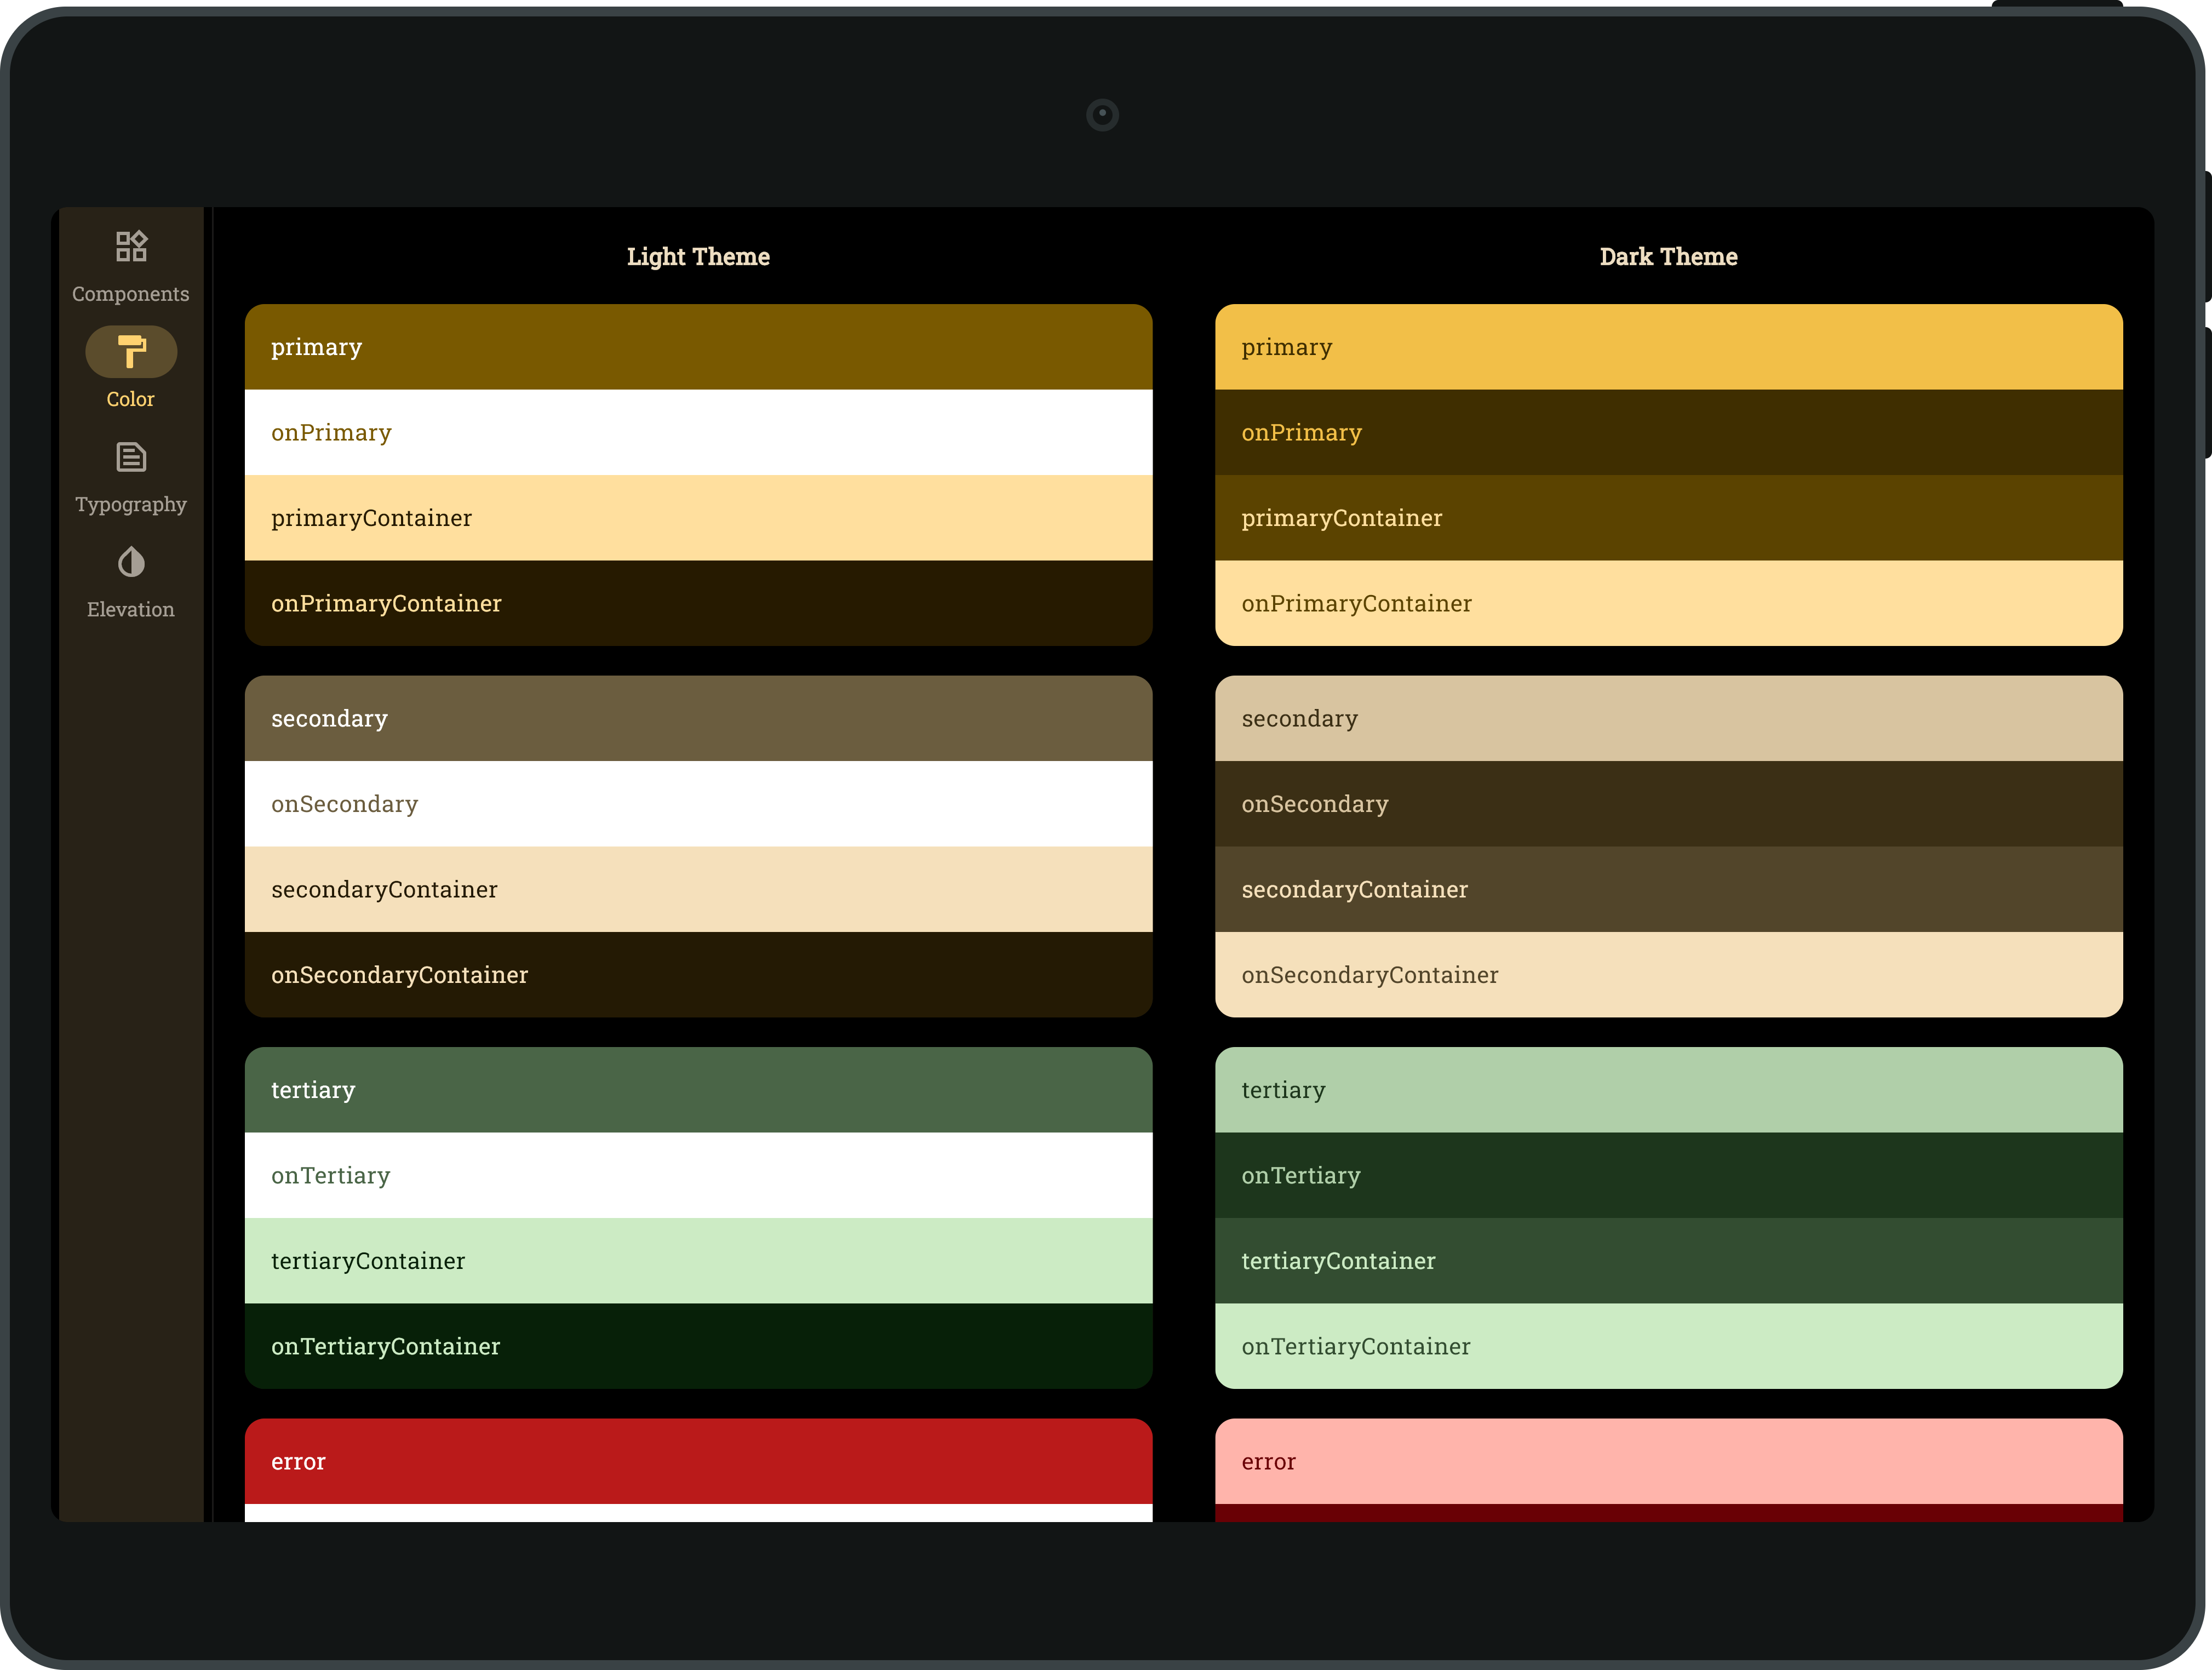 Components
Color
Typography
Elevation
Light Theme
primary
onPrimary
primaryContainer
onPrimaryContainer
secondary
onSecondary
secondaryContainer
onSecondaryContainer
tertiary
onTertiary
tertiaryContainer
onTertiaryContainer
error
Dark Theme
primary
onPrimary
primaryContainer
onPrimaryContainer
secondary
onSecondary
secondaryContainer
onSecondaryContainer
tertiary
onTertiary
tertiaryContainer
onTertiaryContainer
error